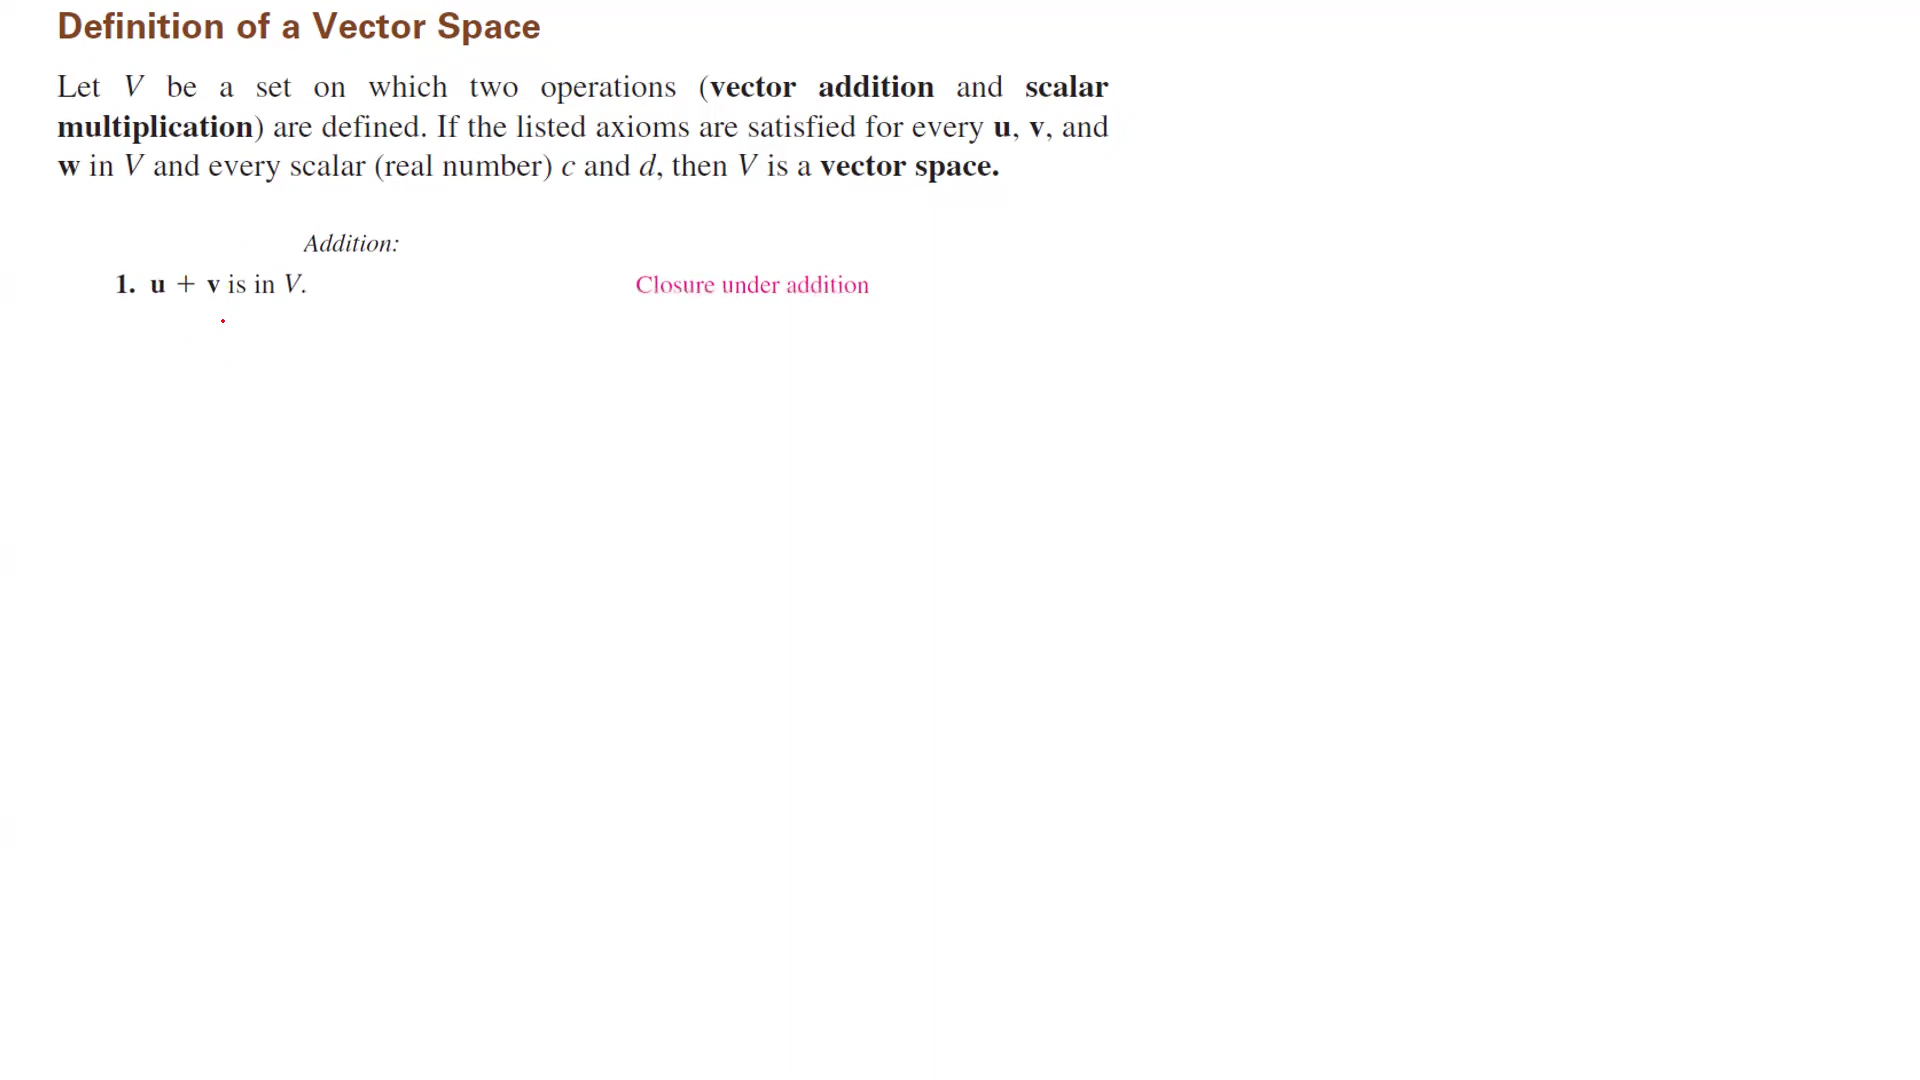 Definition of a Vector Space
Let V be a set on which two operations (vector addition and scalar
multiplication) are defined. If the listed axioms are satisfied for every u, v, and
w in V and every scalar (real number) c and d, then V is a vector space.
Addition:
1. u + v is in V. Closure under addition